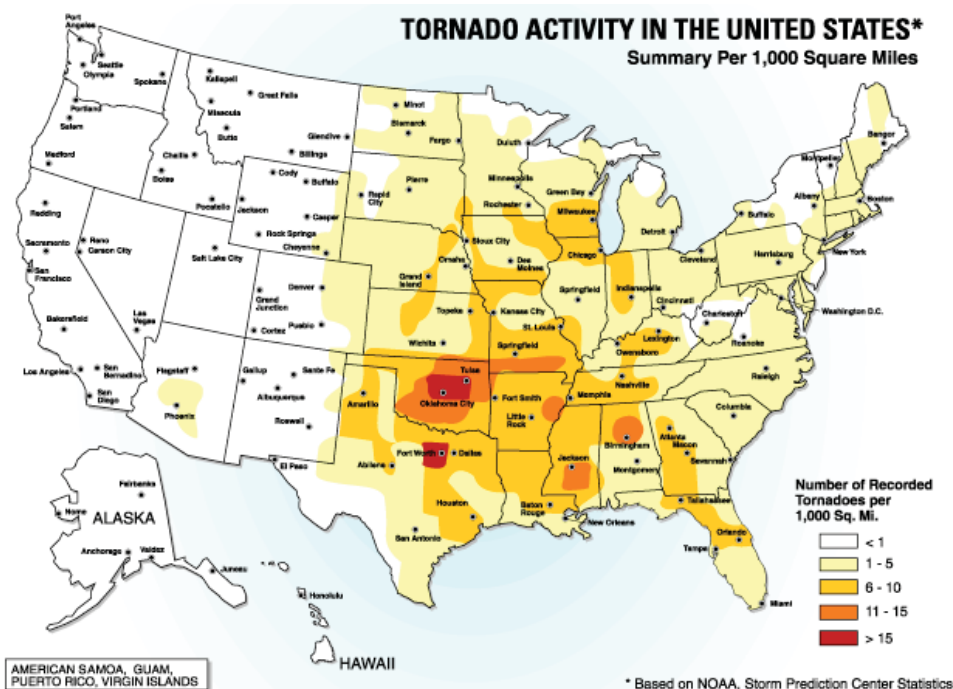 TORNADO ACTIVITY IN THE UNITED STATES*
Summary Per 1,000 Square Miles
Port
Angeles
Seattle
Olympia
Spokane
Portland
Salem
Medford
Kalispell
Great Falls
Missoula
Butte
Glendive
Billings
Challis
Boise
Pocatello
Cody
Buffalo
Jackson
Casper
Rock Springs
Cheyenne
Minot
Bismarck
Fargo
Duluth
Pierre
Rapid
City
Minneapolis
Rochester
Green Bay
Milwaukee
Sioux City
Chicago
Detroit
Omaha
Des
Moines
Grand
Island
Redding
Sacramento
Reno
Carson City
San
Francisco
Bakersfield
Las
Vegas
Los Angeles
San
Bernadino
San
Diego
Salt Lake City
Grand
Junction
Denver
Pueblo
Cortez
Topeka
Kansas City
Wichita
Springfield
St. Louis
Springfield
Indianapolis
Cincinnati
Cleveland
Buffalo
Albany
Montpelier
Bangor
Boston
New York
Harrisburg
Washington D.C.
Charleston
Roanoke
Lexington
Owensboro
Nashville
Raleigh
Memphis
Columbia
Flagstaff
Phoenix
Gallup
Santa Fe
Albuquerque
Roswell
El Paso
Amarillo
Tulsa
Oklahoma City
Fort Smith
Little
Rock
Fort Worth
Dallas
Abilene
Houston
San Antonio
Jackson
Birmingham
Montgomery
Atlanta
Macon
Savannah
Tallahassee
Baton
Rouge
New Orleans
Orlando
Tampa
Miami
Fairbanks
Nome
ALASKA
Anchorage
Valdez
Juneau
Honolulu
HAWAII
Number of Recorded
Tornadoes per
1,000 Sq. Mi.
< 1
1 - 5
6 - 10
11 - 15
> 15
AMERICAN SAMOA, GUAM,
PUERTO RICO, VIRGIN ISLANDS
* Based on NOAA, Storm Prediction Center Statistics